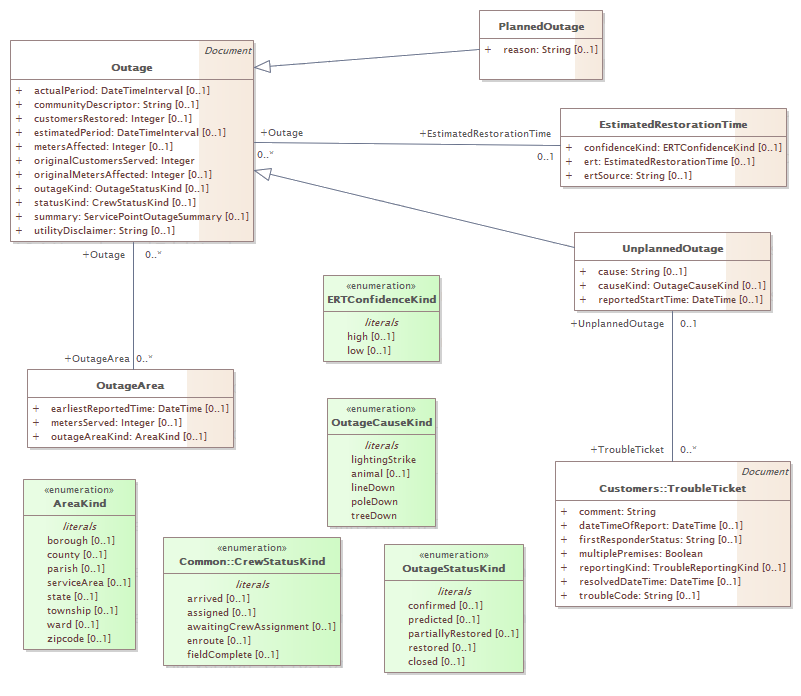 PlannedOutage
+ reason: String [0..1]
Document
Outage
+ actualPeriod: DateTimeInterval [0..1]
+ communityDescriptor: String [0..1]
+ customersRestored: Integer [0..1]
+ estimatedPeriod: DateTimeInterval [0..1]
+ metersAffected: Integer [0..1]
+ originalCustomersServed: Integer
+ originalMetersAffected: Integer [0..1]
+ outageKind: OutageStatusKind [0..1]
+ statusKind: CrewStatusKind [0..1]
+ summary: ServicePointOutageSummary [0..1]
+ utilityDisclaimer: String [0..1]
+Outage
0..*
+EstimatedRestorationTime
0..1
EstimatedRestorationTime
+ confidenceKind: ERTConfidenceKind [0..1]
+ ert: EstimatedRestorationTime [0..1]
+ ertSource: String [0..1]
UnplannedOutage
+ cause: String [0..1]
+ causeKind: OutageCauseKind [0..1]
+ reportedStartTime: DateTime [0..1]
+Outage 0..*
+OutageArea 0..*
OutageArea
+ earliestReportedTime: DateTime [0..1]
+ metersServed: Integer [0..1]
+ outageAreaKind: AreaKind [0..1]
«enumeration»
ERTConfidenceKind
literals
high [0..1]
low [0..1]
+UnplannedOutage 0..1
+TroubleTicket 0..*
«enumeration»
OutageCauseKind
literals
lightingStrike
animal [0..1]
lineDown
poleDown
treeDown
Document
Customers::TroubleTicket
+ comment: String
+ dateTimeOfReport: DateTime [0..1]
+ firstResponderStatus: String [0..1]
+ multiplePremises: Boolean
+ reportingKind: TroubleReportingKind [0..1]
+ resolvedDateTime: DateTime [0..1]
+ troubleCode: String [0..1]
«enumeration»
AreaKind
literals
borough [0..1]
county [0..1]
parish [0..1]
serviceArea [0..1]
state [0..1]
township [0..1]
ward [0..1]
zipcode [0..1]
«enumeration»
Common::CrewStatusKind
literals
arrived [0..1]
assigned [0..1]
awaitingCrewAssignment [0..1]
enroute [0..1]
fieldComplete [0..1]
«enumeration»
OutageStatusKind
literals
confirmed [0..1]
predicted [0..1]
partiallyRestored [0..1]
restored [0..1]
closed [0..1]